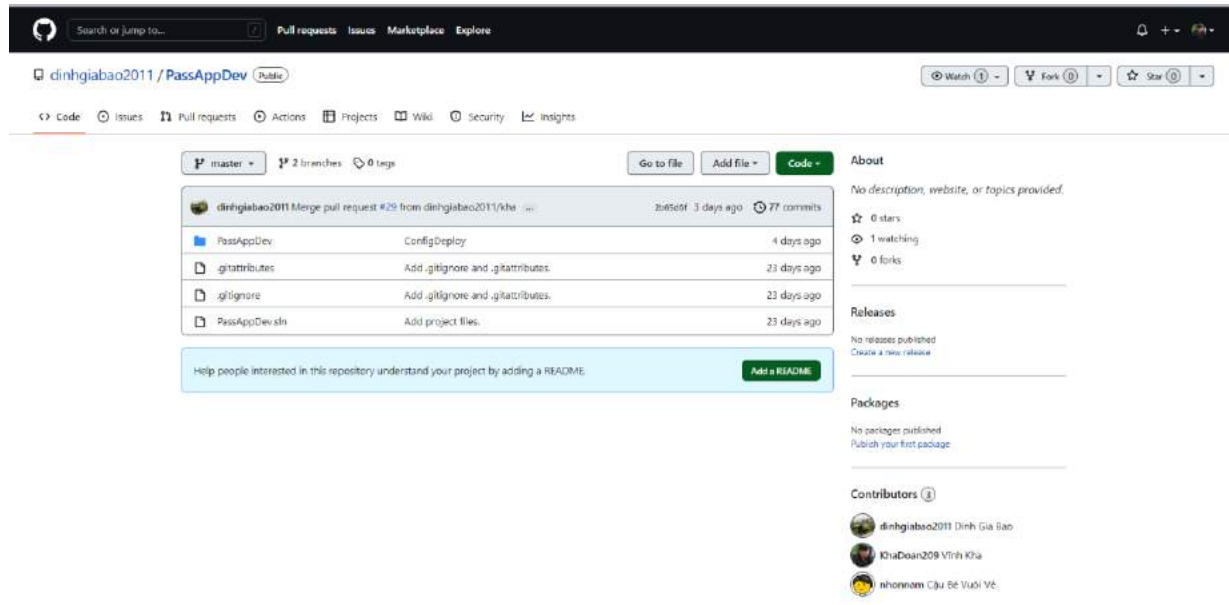 Search or jump to... / Pull requests Issues Marketplace Explore
dinhgiabao2011 / PassAppDev Public
Watch 1 Fork 0 Star 0
Code Issues Pull requests Actions Projects Wiki Security Insights
master 2 branches 0 tags Go to file Add file Code
dinhgiabao2011 Merge pull request #29 from dinhgiabao2011/kha ... 3 days ago 77 commits
PassAppDev ConfigDeploy 4 days ago
.gitattributes Add .gitignore and .gitattributes. 23 days ago
.gitignore Add .gitignore and .gitattributes. 23 days ago
PassAppDev.sln Add project files. 23 days ago
Help people interested in this repository understand your project by adding a README. Add a README
About
No description, website, or topics provided.
0 stars
1 watching
0 forks
Releases
No releases published
Create a new release
Packages
No packages published
Publish your first package
Contributors 3
dinhgiabao2011 Dinh Gia Bao
KhaDoan209 Vĩnh Kha
nhonnam Cậu Bé Vuôi Vẻ